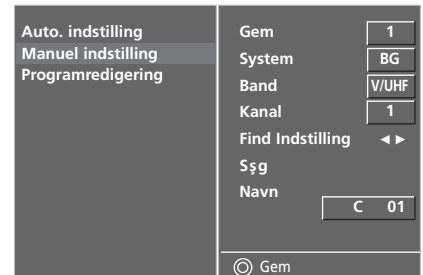 Auto. indstilling
Manuel indstilling
Programredigering
Gem 1
System BG
Band V/UHF
Kanal 1
Find Indstilling ◄►
Sşg
Navn
C 01
Gem